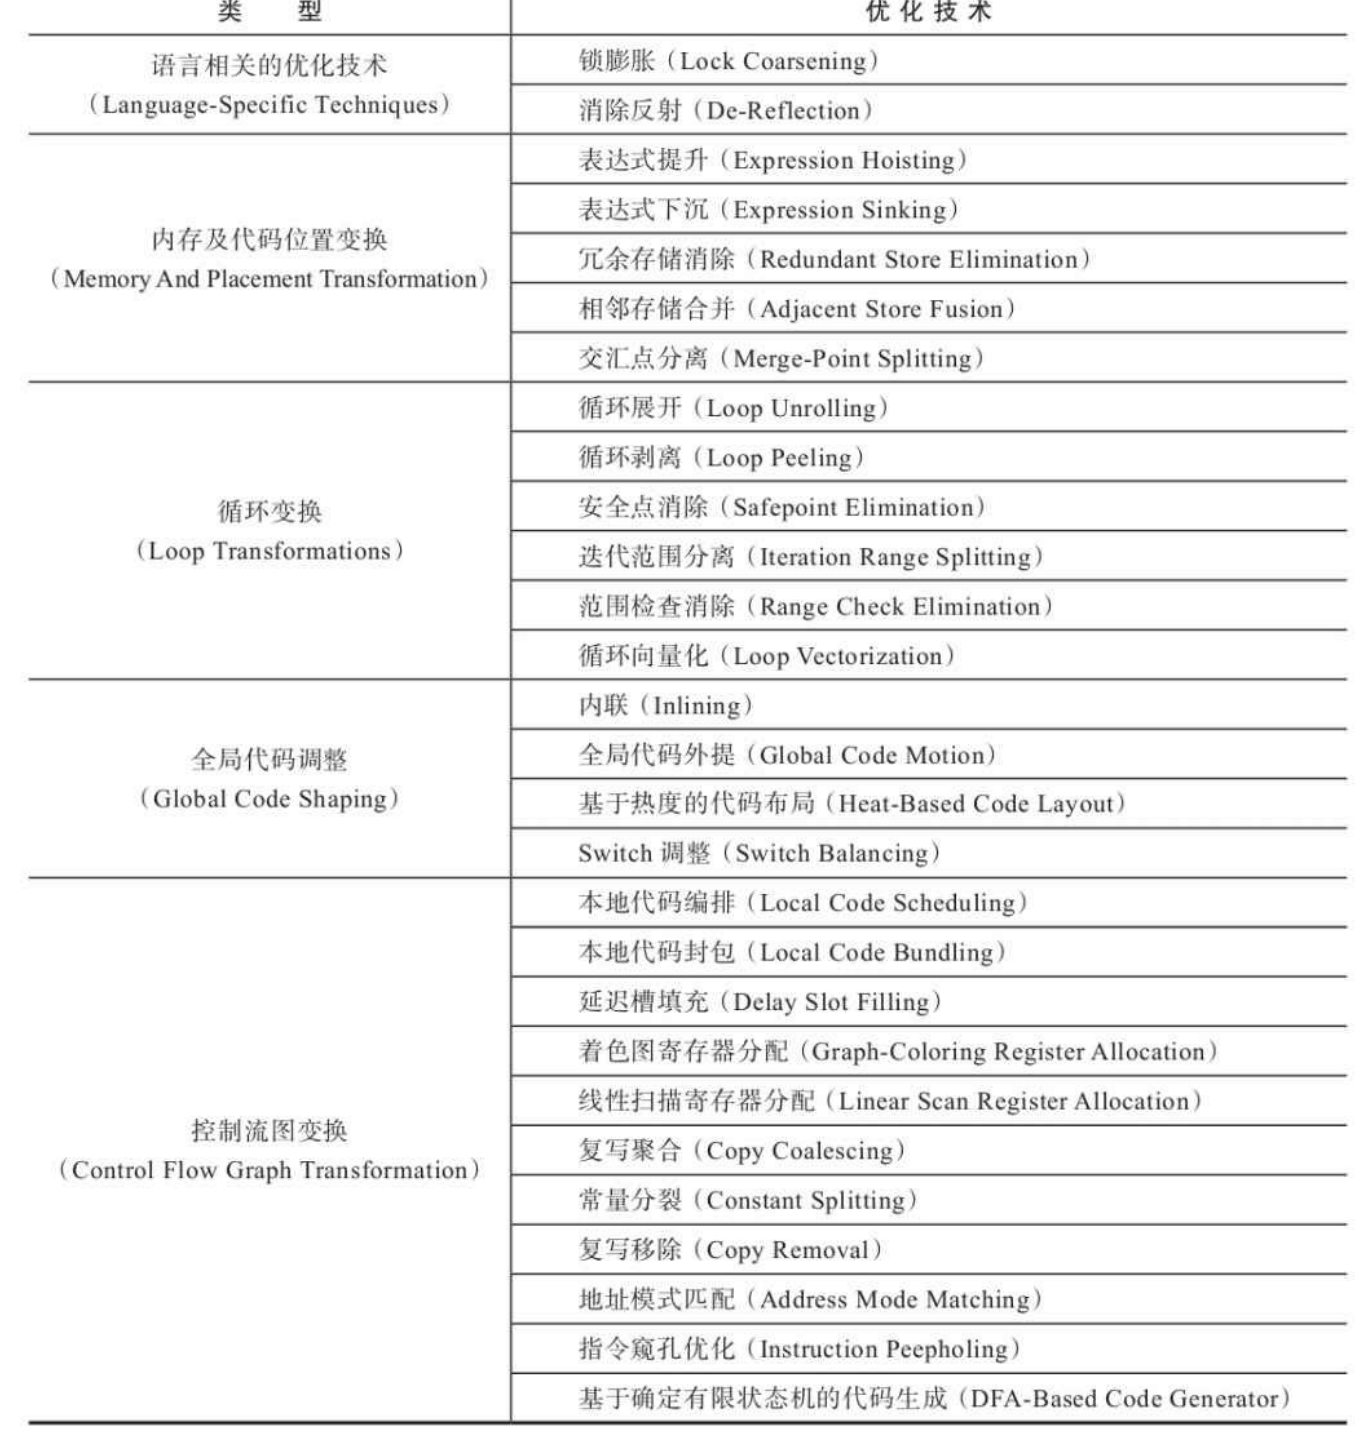 类 型
优 化 技 术
语言相关的优化技术
（Language-Specific Techniques）
锁膨胀（Lock Coarsening）
消除反射（De-Reflection）
内存及代码位置变换
（Memory And Placement Transformation）
表达式提升（Expression Hoisting）
表达式下沉（Expression Sinking）
冗余存储消除（Redundant Store Elimination）
相邻存储合并（Adjacent Store Fusion）
交汇点分离（Merge-Point Splitting）
循环变换
（Loop Transformations）
循环展开（Loop Unrolling）
循环剥离（Loop Peeling）
安全点消除（Safepoint Elimination）
迭代范围分离（Iteration Range Splitting）
范围检查消除（Range Check Elimination）
循环向量化（Loop Vectorization）
全局代码调整
（Global Code Shaping）
内联（Inlining）
全局代码外提（Global Code Motion）
基于热度的代码布局（Heat-Based Code Layout）
Switch 调整（Switch Balancing）
控制流图变换
（Control Flow Graph Transformation）
本地代码编排（Local Code Scheduling）
本地代码封包（Local Code Bundling）
延迟槽填充（Delay Slot Filling）
着色图寄存器分配（Graph-Coloring Register Allocation）
线性扫描寄存器分配（Linear Scan Register Allocation）
复写聚合（Copy Coalescing）
常量分裂（Constant Splitting）
复写移除（Copy Removal）
地址模式匹配（Address Mode Matching）
指令窥孔优化（Instruction Peepholing）
基于确定有限状态机的代码生成（DFA-Based Code Generator）